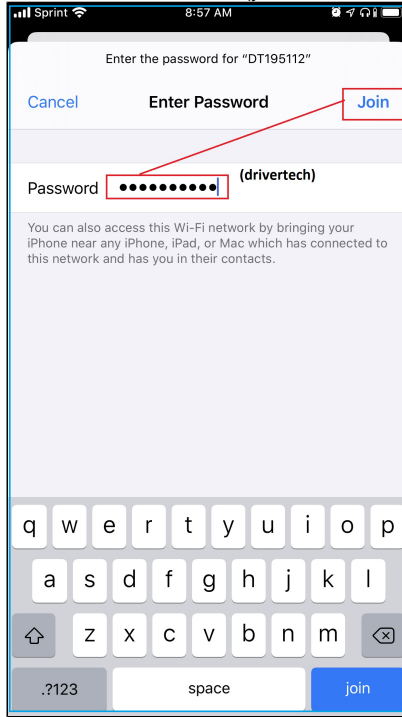 Sprint 8:57 AM
Enter the password for “DT195112”
Cancel Enter Password Join
Password ●●●●●●●●●● (drivertech)
You can also access this Wi-Fi network by bringing your
iPhone near any iPhone, iPad, or Mac which has connected to
this network and has you in their contacts.
q w e r t y u i o p
a s d f g h j k l
z x c v b n m
.?123 space join